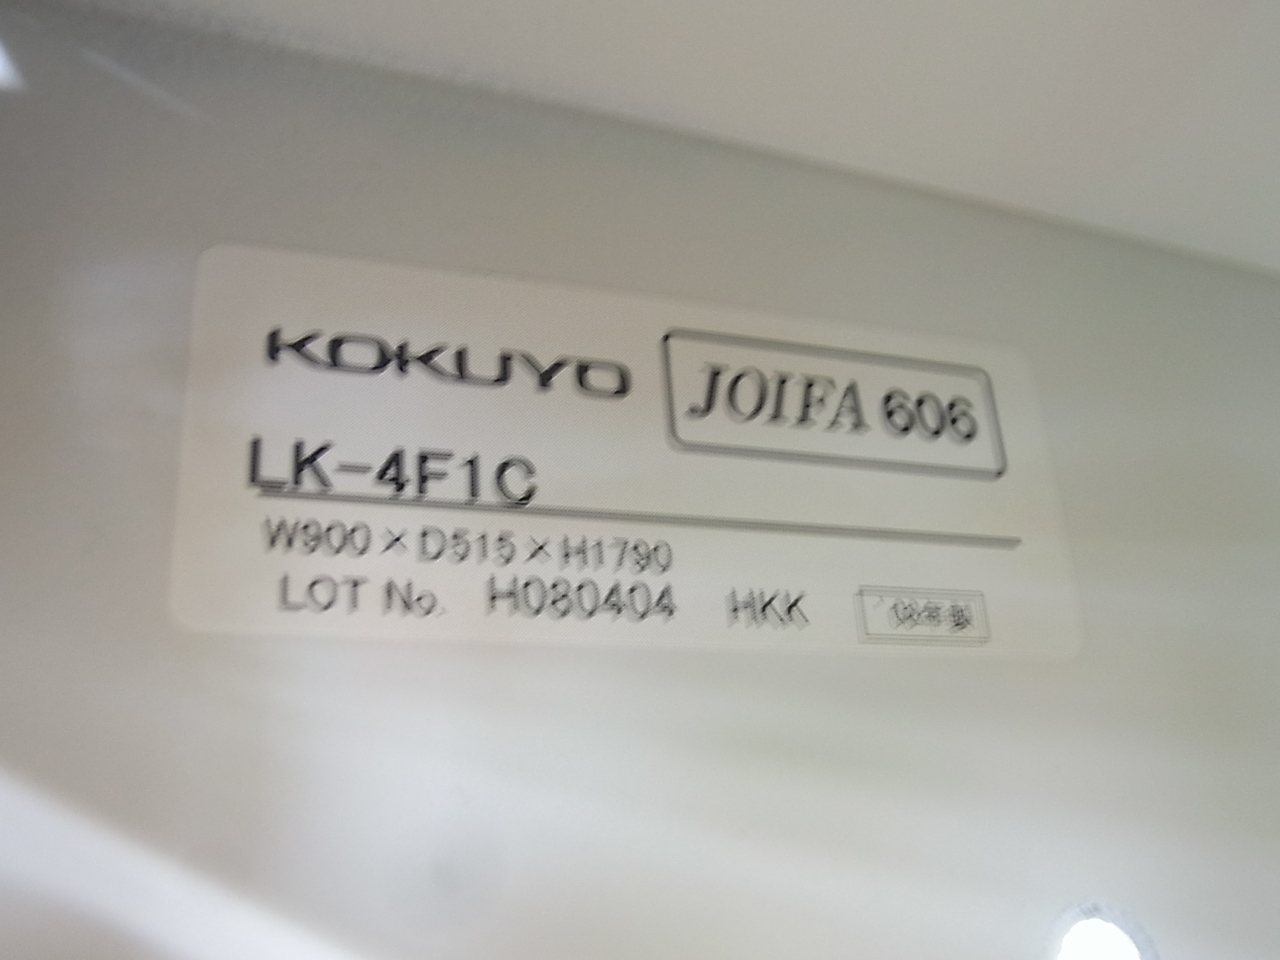 KOKUYO JOIFA 606
LK-4F1C
W900×D515×H1790
LOT No. H080404 HKK